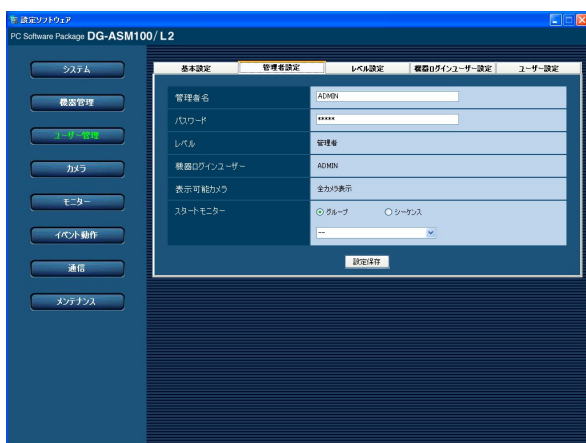 設定ソフトウェア
PC Software Package DG-ASM100/L2
システム
機器管理
ユーザー管理
カメラ
モニター
イベント動作
通信
メンテナンス
基本設定 管理者設定 レベル設定 機器ログインユーザー設定 ユーザー設定
管理者名 ADMIN
パスワード *****
レベル 管理者
機器ログインユーザー ADMIN
表示可能カメラ 全カメラ表示
スタートモニター グループ シーケンス
--
設定保存